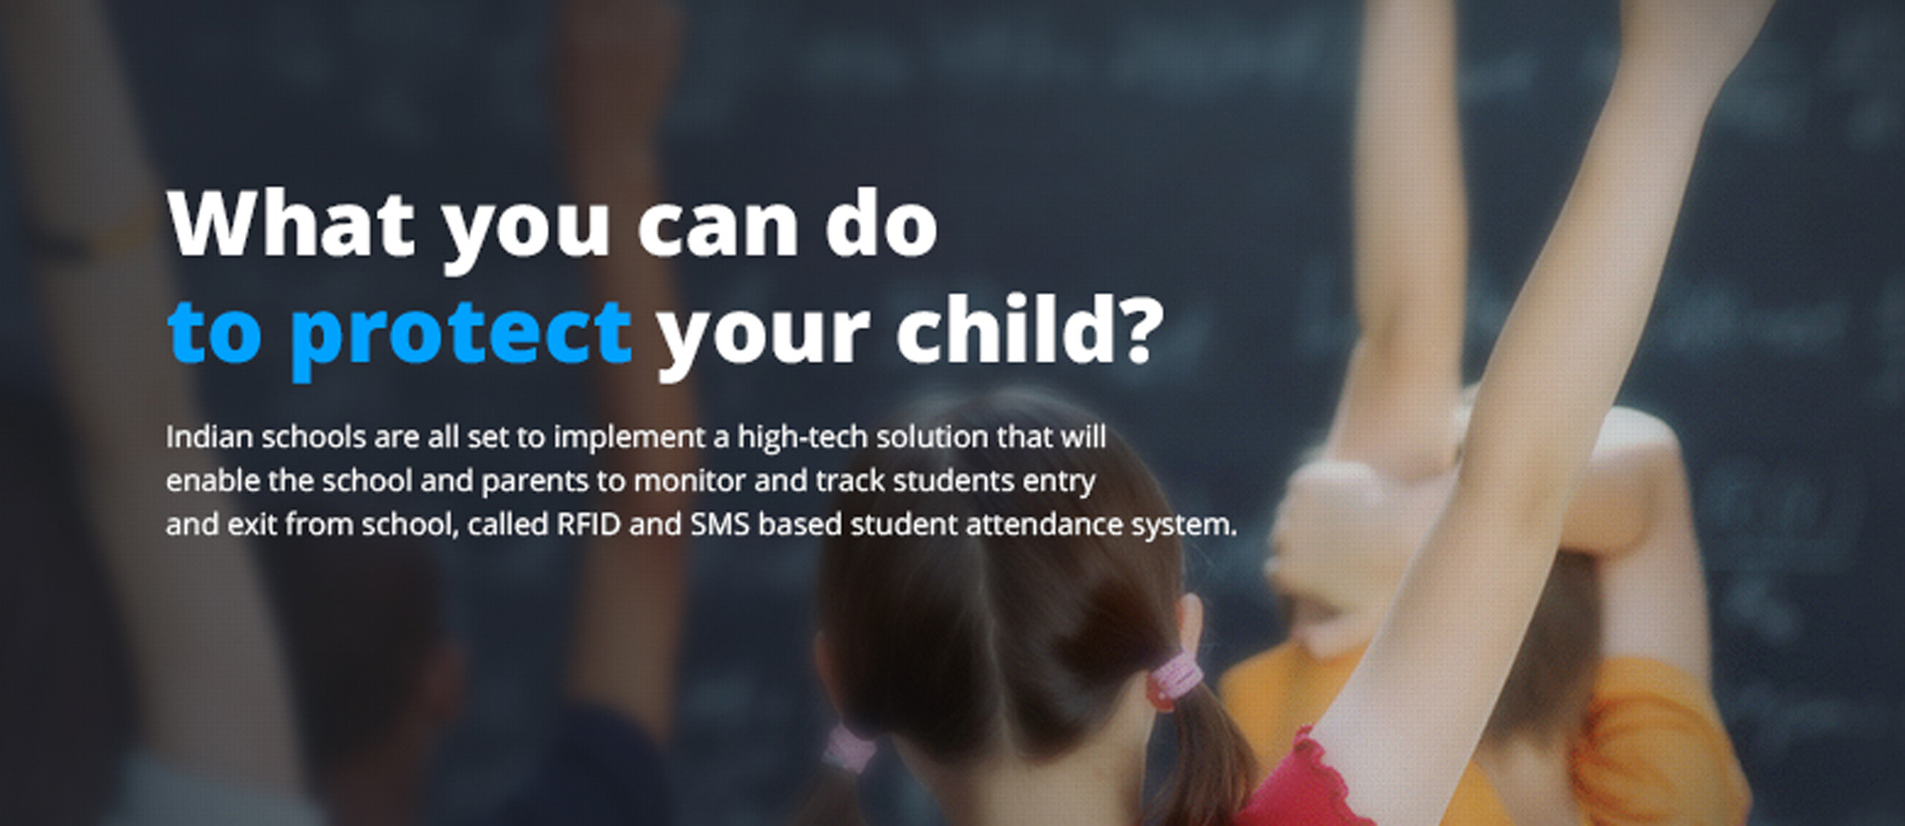 What you can do
to protect your child?
Indian schools are all set to implement a high-tech solution that will
enable the school and parents to monitor and track students entry
and exit from school, called RFID and SMS based student attendance system.